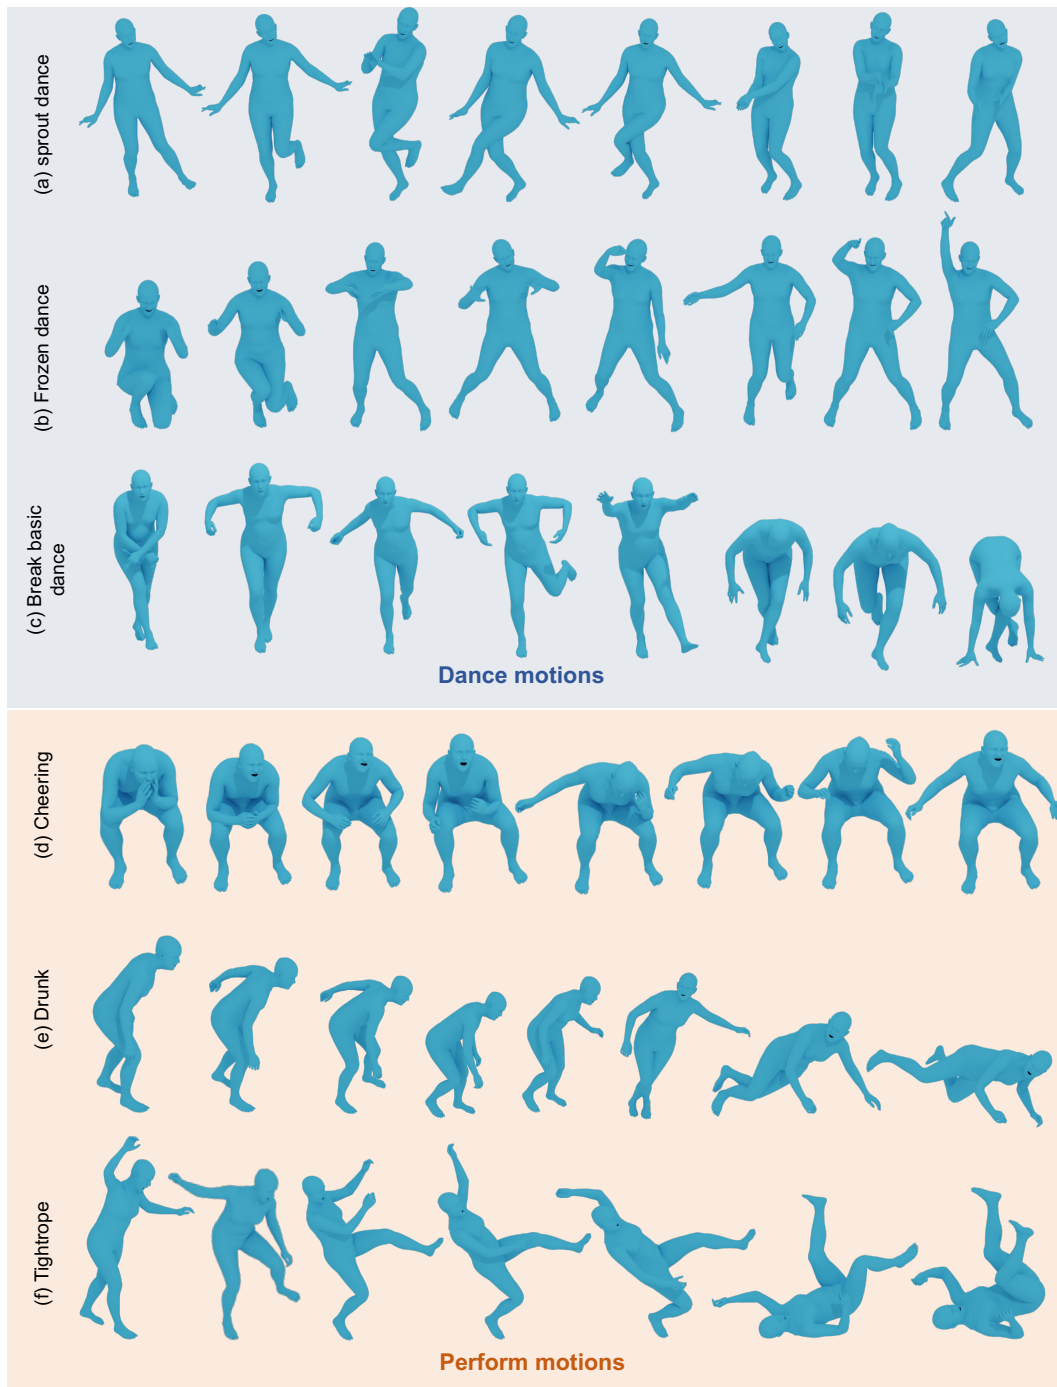 (a) sprout dance
(b) Frozen dance
(c) Break basic
dance
Dance motions
(d) Cheering
(e) Drunk
(f) Tightrope
Perform motions